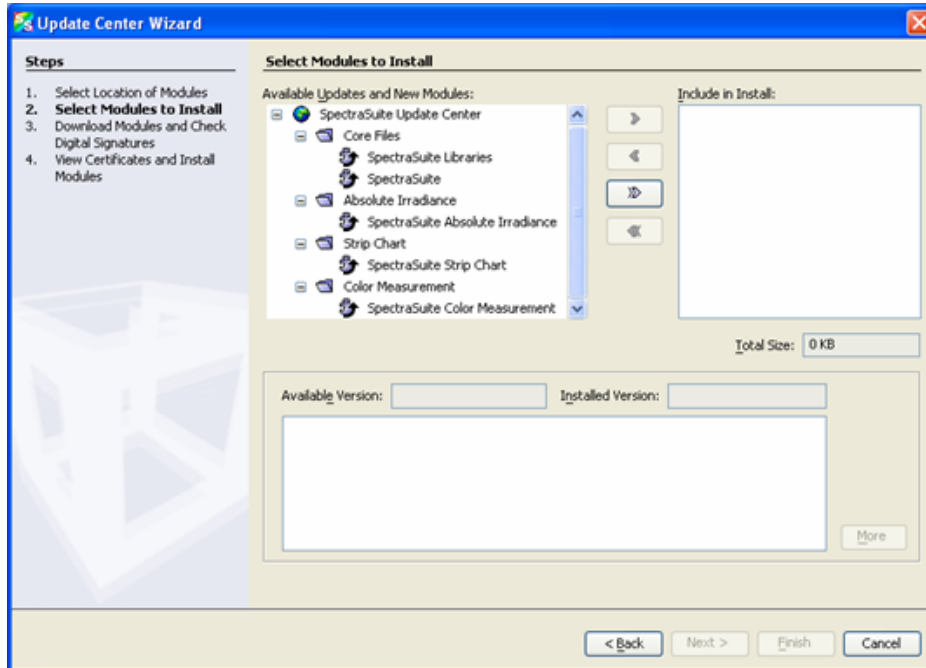 Update Center Wizard
Steps
1. Select Location of Modules
2. Select Modules to Install
3. Download Modules and Check
Digital Signatures
4. View Certificates and Install
Modules
Select Modules to Install
Available Updates and New Modules:
SpectraSuite Update Center
Core Files
SpectraSuite Libraries
SpectraSuite
Absolute Irradiance
SpectraSuite Absolute Irradiance
Strip Chart
SpectraSuite Strip Chart
Color Measurement
SpectraSuite Color Measurement
Include in Install:
Total Size: 0 KB
Available Version:
Installed Version:
More
< Back
Next >
Finish
Cancel